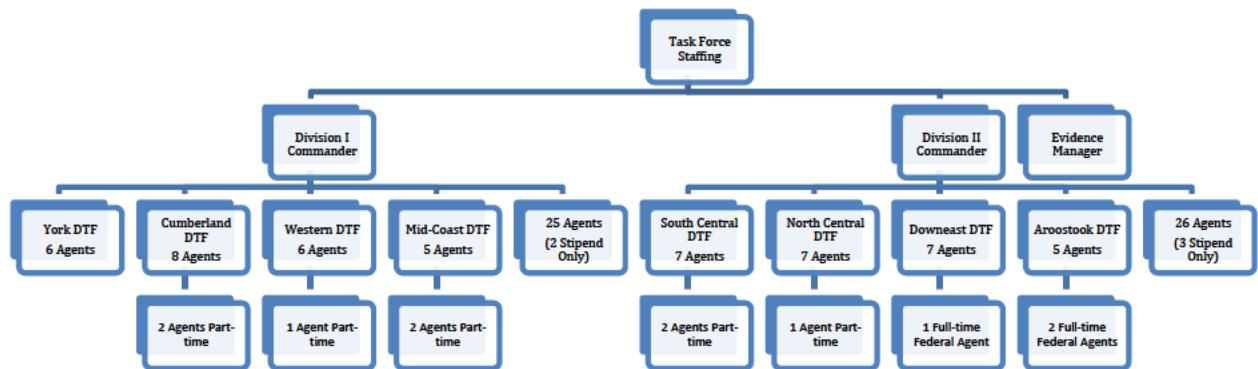 Task Force
Staffing
Division I
Commander
Division II
Commander
Evidence
Manager
York DTF
6 Agents
Cumberland
DTF
8 Agents
Western DTF
6 Agents
Mid-Coast DTF
5 Agents
25 Agents
(2 Stipend
Only)
South Central
DTF
7 Agents
North Central
DTF
7 Agents
Downeast DTF
7 Agents
Aroostook DTF
5 Agents
26 Agents
(3 Stipend
Only)
2 Agents Part-
time
1 Agent Part-
time
2 Agents Part-
time
2 Agents Part-
time
1 Agent Part-
time
1 Full-time
Federal Agent
2 Full-time
Federal Agents